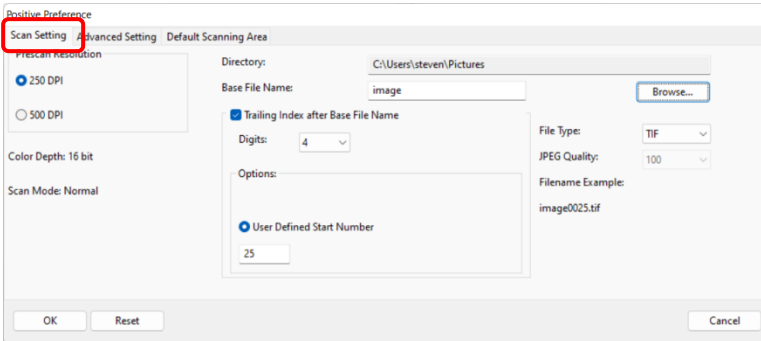 Positive Preference
Scan Setting
Advanced Setting
Default Scanning Area
Prescan Resolution
250 DPI
500 DPI
Color Depth: 16 bit
Scan Mode: Normal
Directory:
C:\Users\steven\Pictures
Base File Name:
image
Browse...
Trailing Index after Base File Name
Digits:
4
Options:
User Defined Start Number
25
File Type:
TIF
JPEG Quality:
100
Filename Example:
image0025.tif
OK
Reset
Cancel